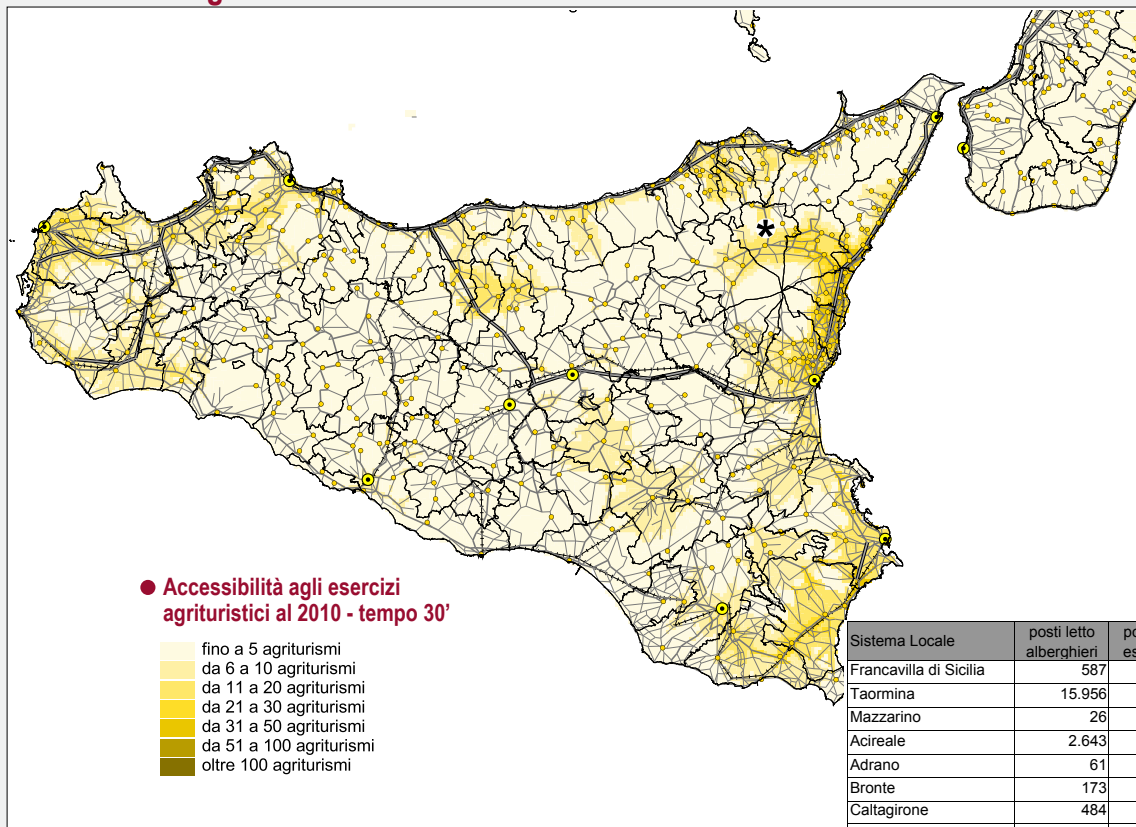 Accessibilità agli esercizi
agrituristici al 2010 - tempo 30'
fino a 5 agriturismi
da 6 a 10 agriturismi
da 11 a 20 agriturismi
da 21 a 30 agriturismi
da 31 a 50 agriturismi
da 51 a 100 agriturismi
oltre 100 agriturismi
*
Sistema Locale posti letto alberghieri
Francavilla di Sicilia 587
Taormina 15.956
Mazzarino 26
Acireale 2.643
Adrano 61
Bronte 173
Caltagirone 484